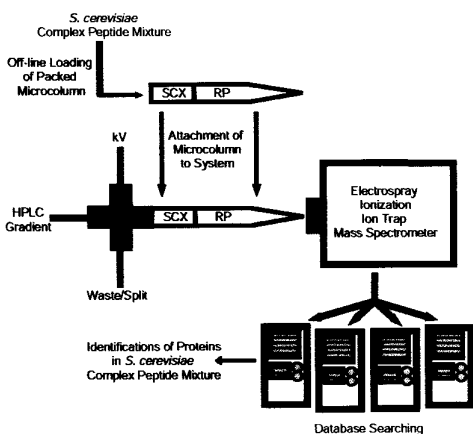 S. cerevisiae
Complex Peptide Mixture
Off-line Loading
of Packed
Microcolumn
SCX
RP
kV
Attachment of
Microcolumn
to System
HPLC
Gradient
SCX
RP
Electrospray
Ionization
Ion Trap
Mass Spectrometer
Waste/Split
Identifications of Proteins
in S. cerevisiae
Complex Peptide Mixture
Database Searching